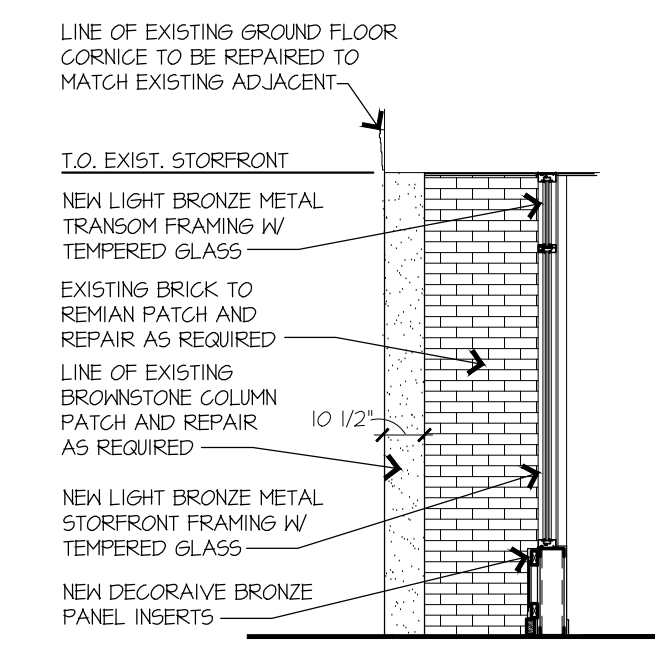 LINE OF EXISTING GROUND FLOOR
CORNICE TO BE REPAIRED TO
MATCH EXISTING ADJACENT
T.O. EXIST. STORFRONT
NEW LIGHT BRONZE METAL
TRANSOM FRAMING W/
TEMPERED GLASS
EXISTING BRICK TO
REMIAN PATCH AND
REPAIR AS REQUIRED
LINE OF EXISTING
BROWNSTONE COLUMN
PATCH AND REPAIR
AS REQUIRED
10 1/2"
NEW LIGHT BRONZE METAL
STORFRONT FRAMING W/
TEMPERED GLASS
NEW DECORAIVE BRONZE
PANEL INSERTS